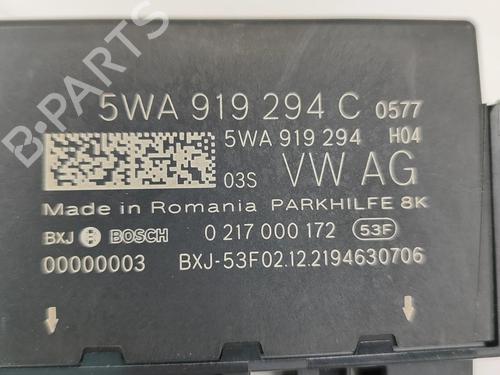 5WA 919 294 C 0577
5WA 919 294 H04
03S VW AG
Made in Romania PARKHILFE 8K
BXJ BOSCH 0 217 000 172 53F
00000003 BXJ-53F02.12.2194630706
B-PARTS